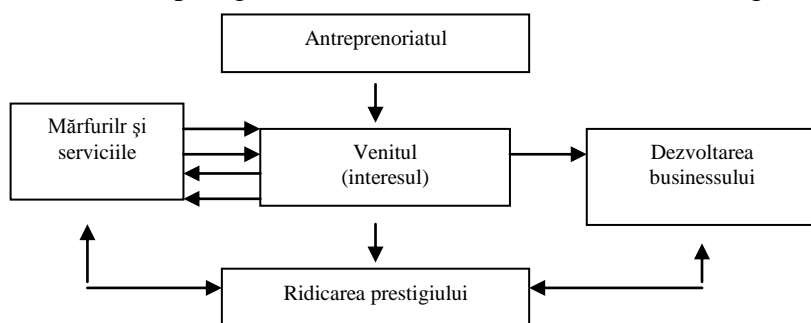 Antreprenoriatul
Mărfurilr şi
serviciile
Venitul
(interesul)
Dezvoltarea
businessului
Ridicarea prestigiului